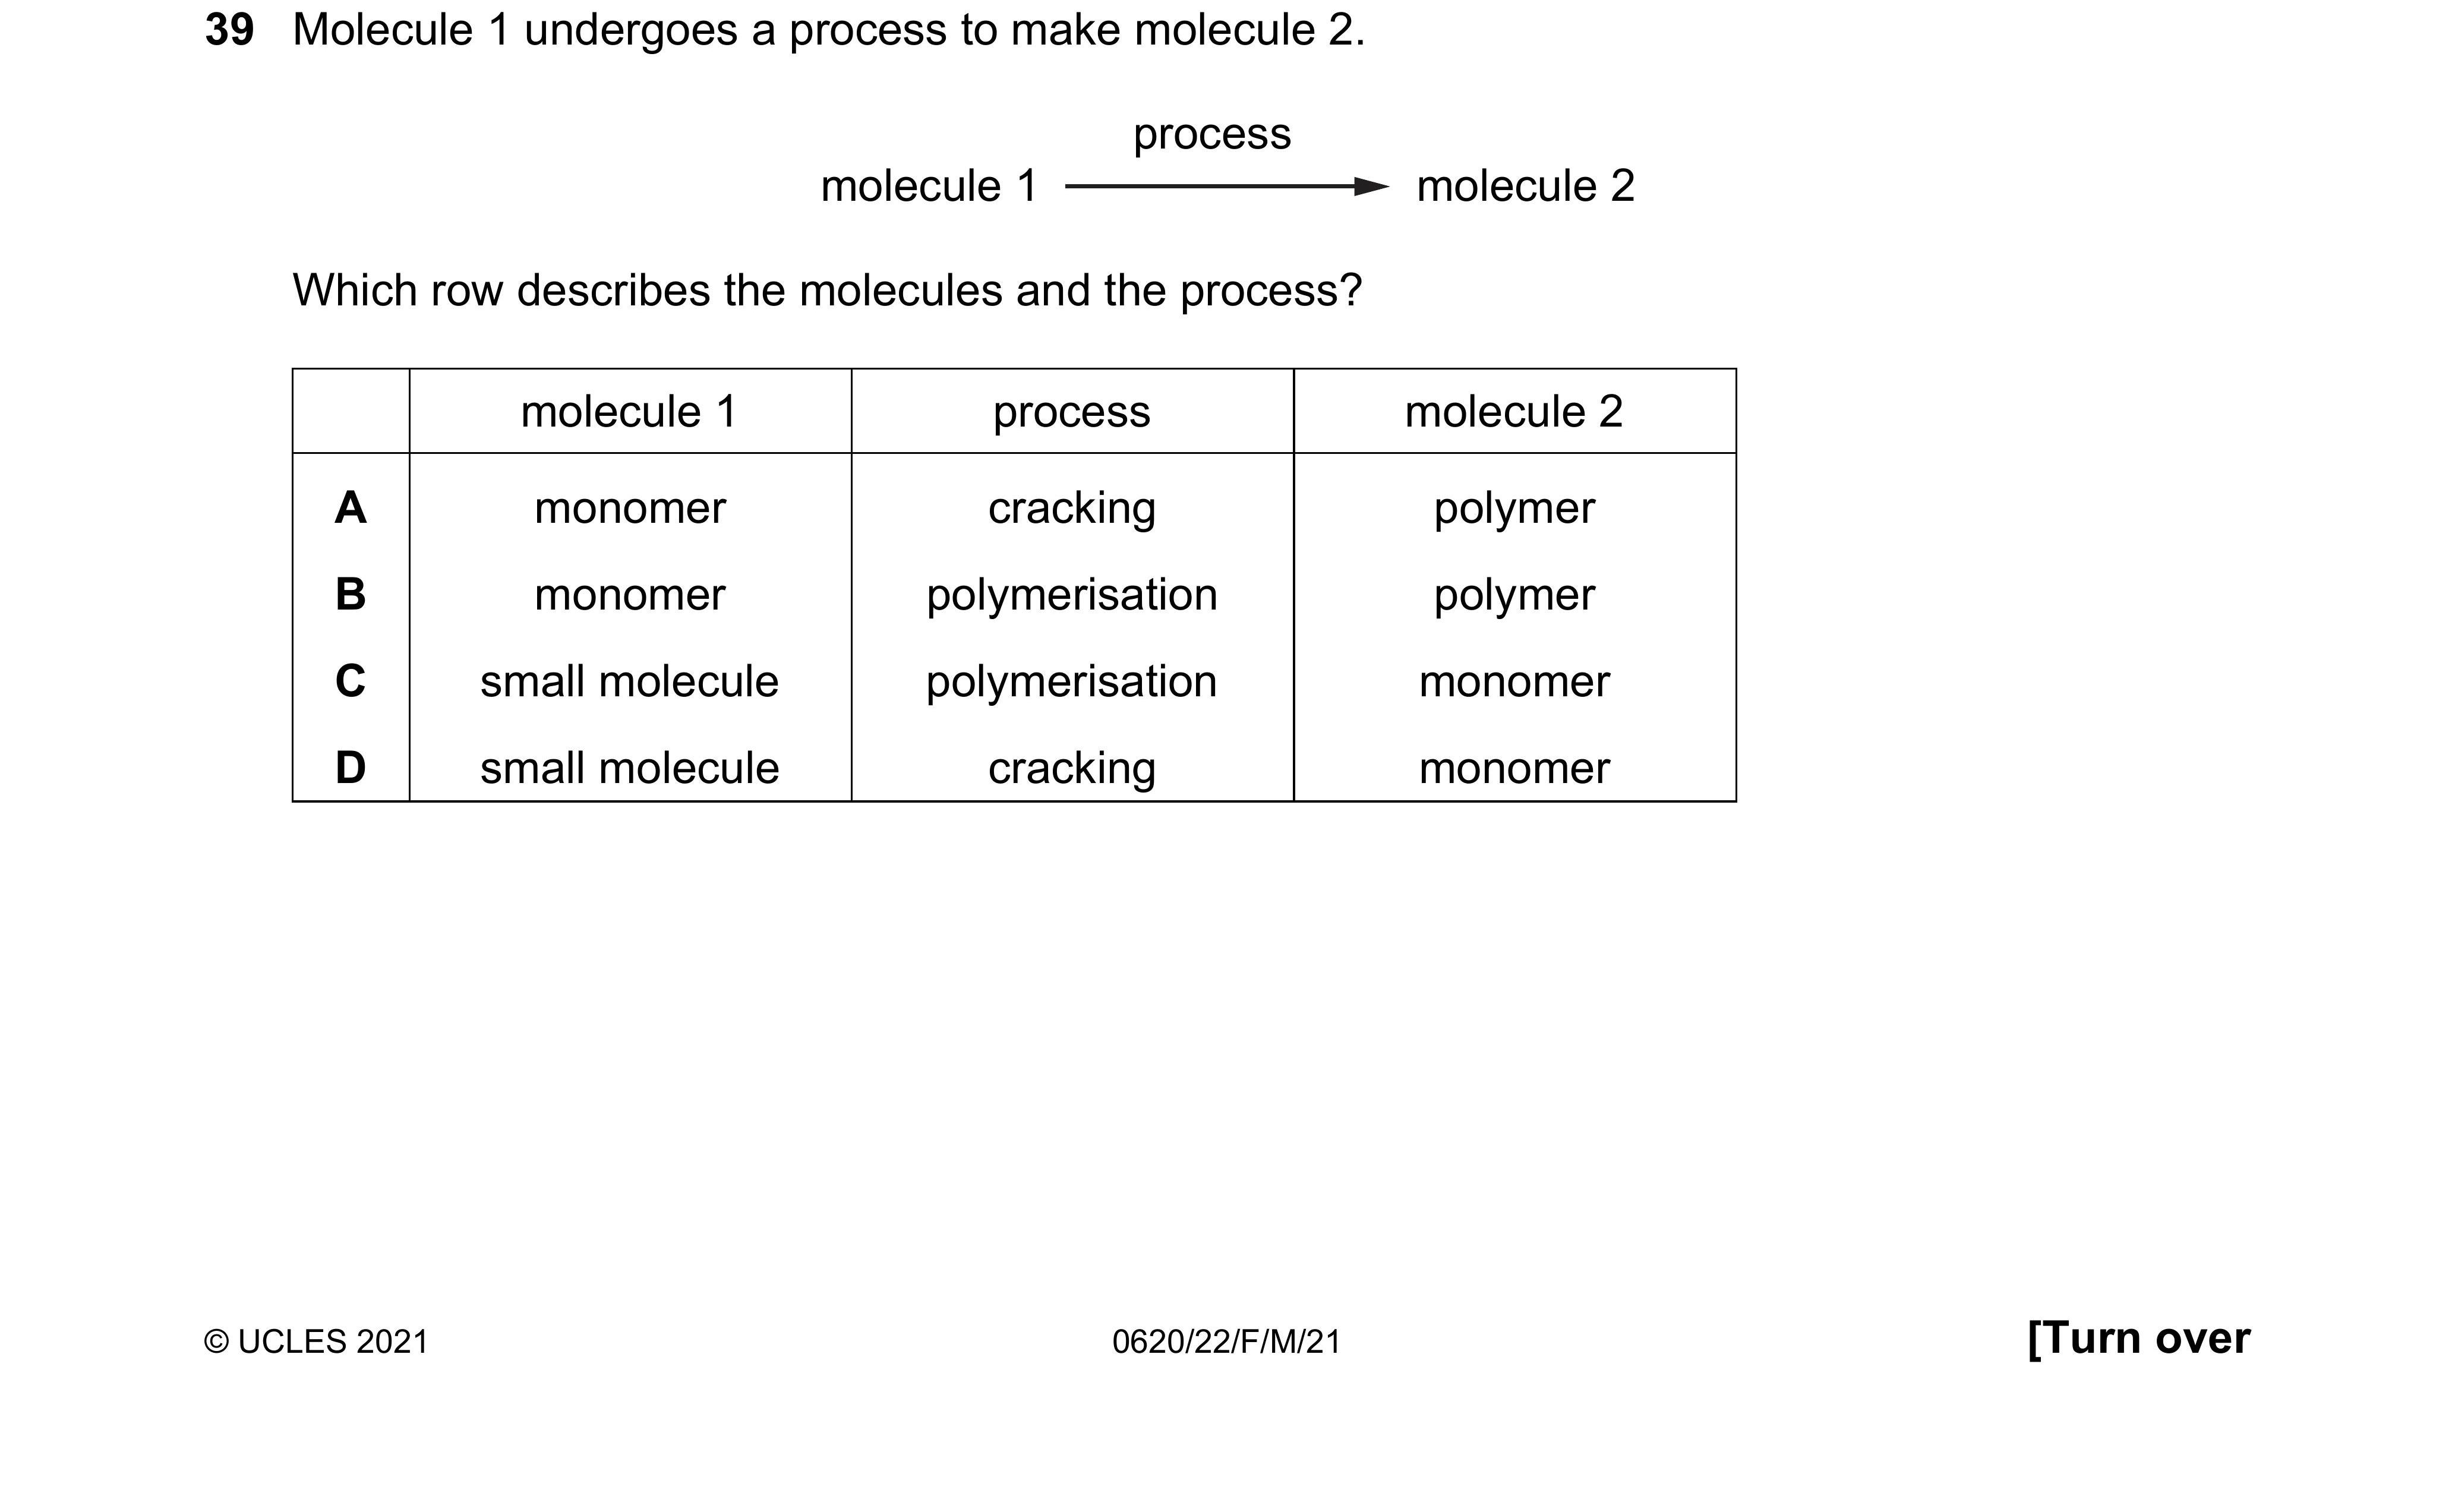 39 Molecule 1 undergoes a process to make molecule 2.
process
molecule 1 molecule 2
Which row describes the molecules and the process?
molecule 1 process molecule 2
A monomer cracking polymer
B monomer polymerisation polymer
C small molecule polymerisation monomer
D small molecule cracking monomer
© UCLES 2021 0620/22/F/M/21 [Turn over